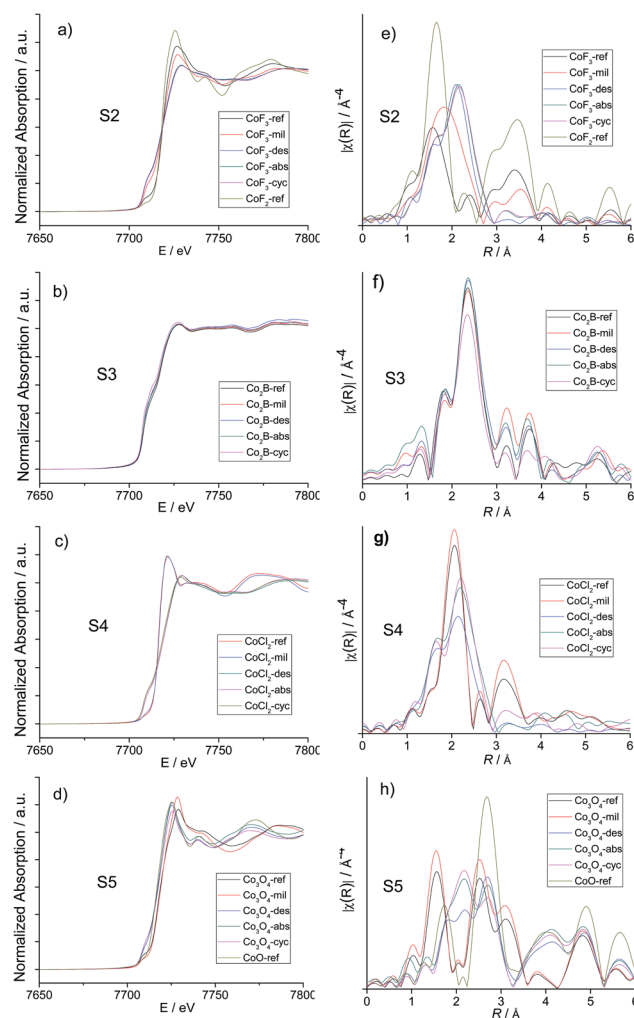 a)
Normalized Absorption / a.u.
S2
CoF₃-ref
CoF₃-mil
CoF₃-des
CoF₃-abs
CoF₃-cyc
CoF₂-ref
7650 7700 7750 7800
E / eV
e)
|χ(R)| / Å⁻⁴
S2
CoF₃-ref
CoF₃-mil
CoF₃-des
CoF₃-abs
CoF₃-cyc
CoF₂-ref
0 1 2 3 4 5 6
R / Å
b)
Normalized Absorption / a.u.
S3
Co₂B-ref
Co₂B-mil
Co₂B-des
Co₂B-abs
Co₂B-cyc
7650 7700 7750 7800
E / eV
f)
|χ(R)| / Å⁻⁴
S3
Co₂B-ref
Co₂B-mil
Co₂B-des
Co₂B-abs
Co₂B-cyc
0 1 2 3 4 5 6
R / Å
c)
Normalized Absorption / a.u.
S4
CoCl₂-ref
CoCl₂-mil
CoCl₂-des
CoCl₂-abs
CoCl₂-cyc
7650 7700 7750 7800
E / eV
g)
|χ(R)| / Å⁻⁴
S4
CoCl₂-ref
CoCl₂-mil
CoCl₂-des
CoCl₂-abs
CoCl₂-cyc
0 1 2 3 4 5 6
R / Å
d)
Normalized Absorption / a.u.
S5
Co₃O₄-ref
Co₃O₄-mil
Co₃O₄-des
Co₃O₄-abs
Co₃O₄-cyc
CoO-ref
7650 7700 7750 7800
E / eV
h)
|χ(R)| / Å⁻⁴
S5
Co₃O₄-ref
Co₃O₄-mil
Co₃O₄-des
Co₃O₄-abs
Co₃O₄-cyc
CoO-ref
0 1 2 3 4 5 6
R / Å